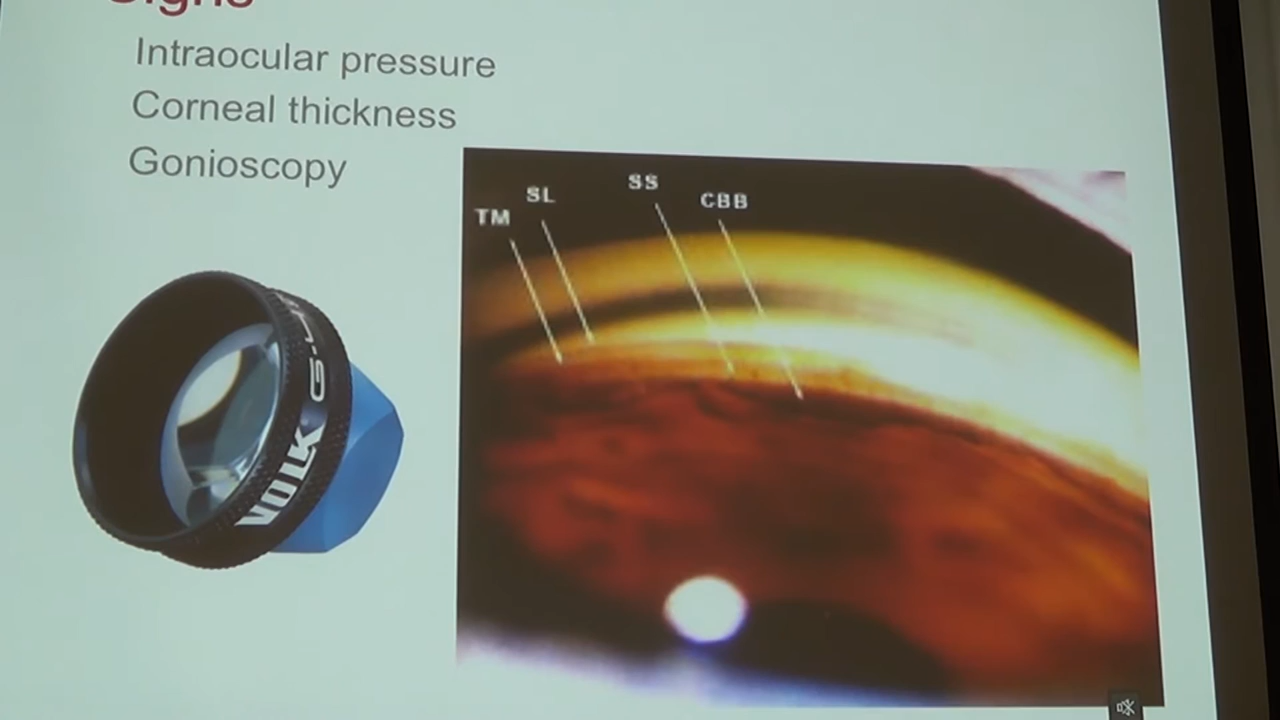 Signs
Intraocular pressure
Corneal thickness
Gonioscopy
TM
SL
SS
CBB
VOLK